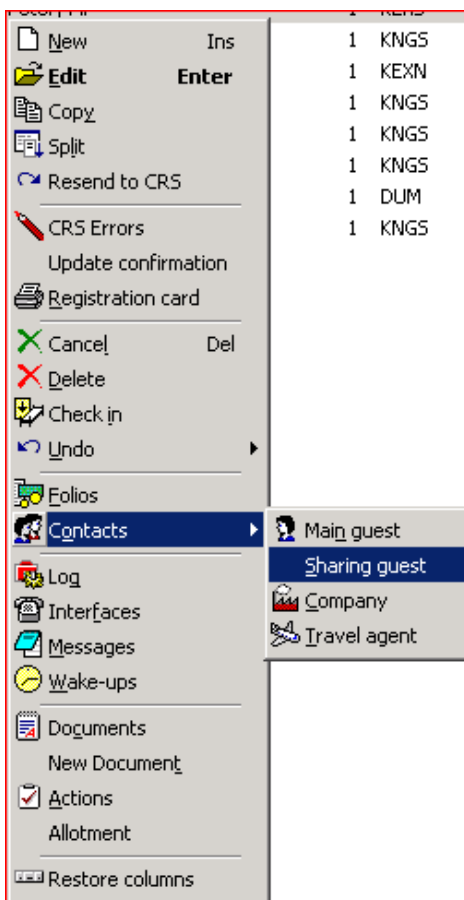 1 KNGS
New Ins
1 KEXN
Edit Enter
1 KNGS
Copy
1 KNGS
Split
1 KNGS
Resend to CRS
1 DUM
1 KNGS
CRS Errors
Update confirmation
Registration card
Cancel Del
Delete
Check in
Undo
Folios
Contacts
Main guest
Sharing guest
Company
Travel agent
Log
Interfaces
Messages
Wake-ups
Documents
New Document
Actions
Allotment
Restore columns